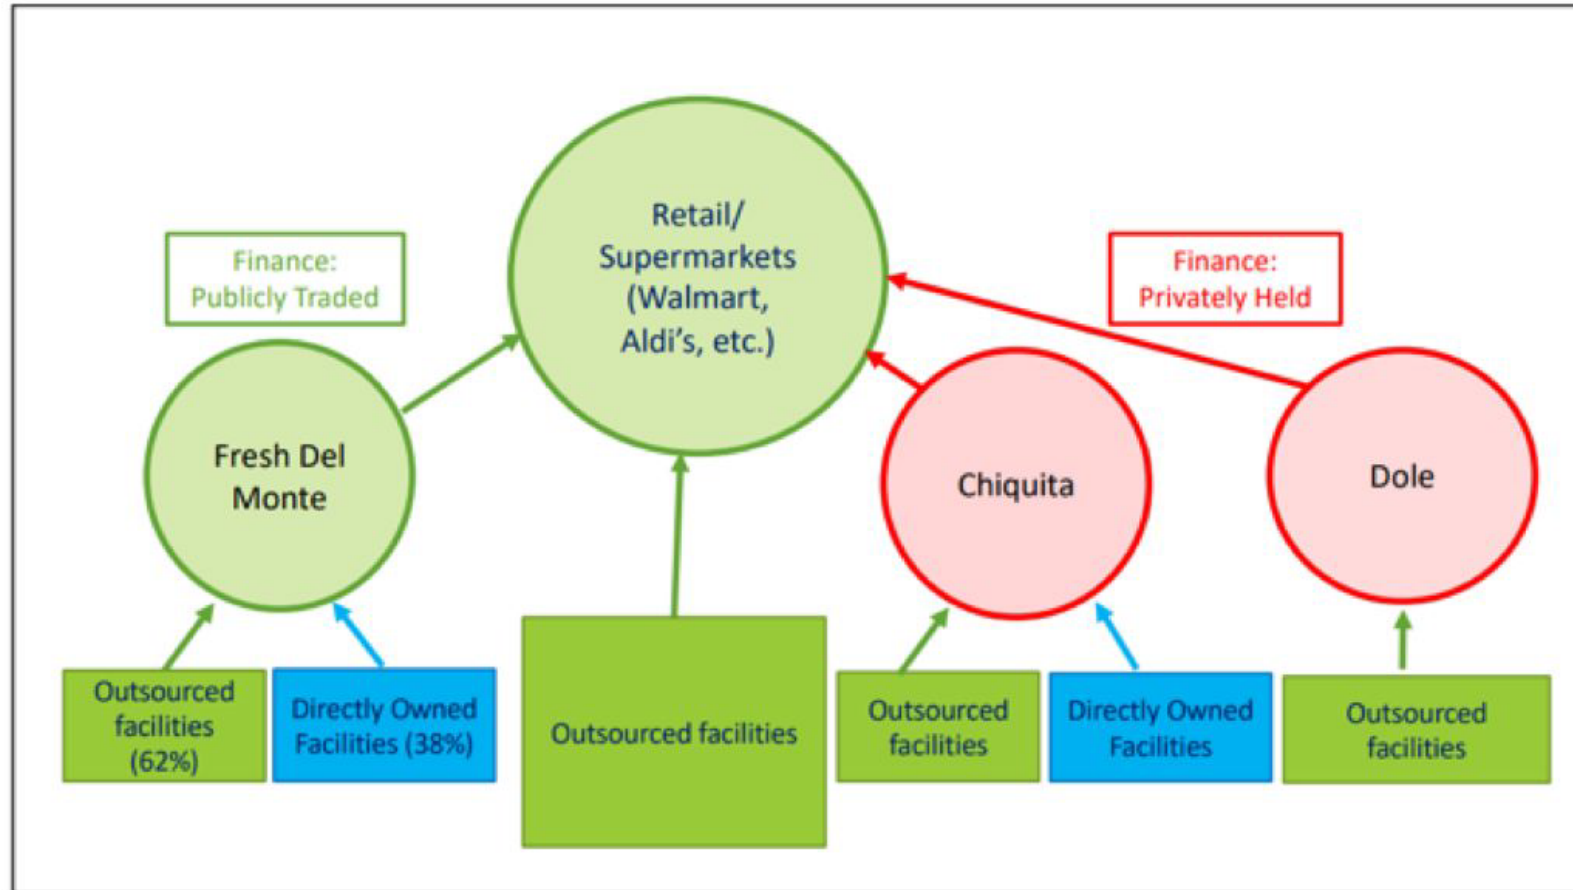 Retail/
Supermarkets
(Walmart,
Aldi's, etc.)
Finance:
Publicly Traded
Finance:
Privately Held
Fresh Del
Monte
Chiquita
Dole
Outsourced
facilities
(62%)
Directly Owned
Facilities (38%)
Outsourced facilities
Outsourced
facilities
Directly Owned
Facilities
Outsourced
facilities